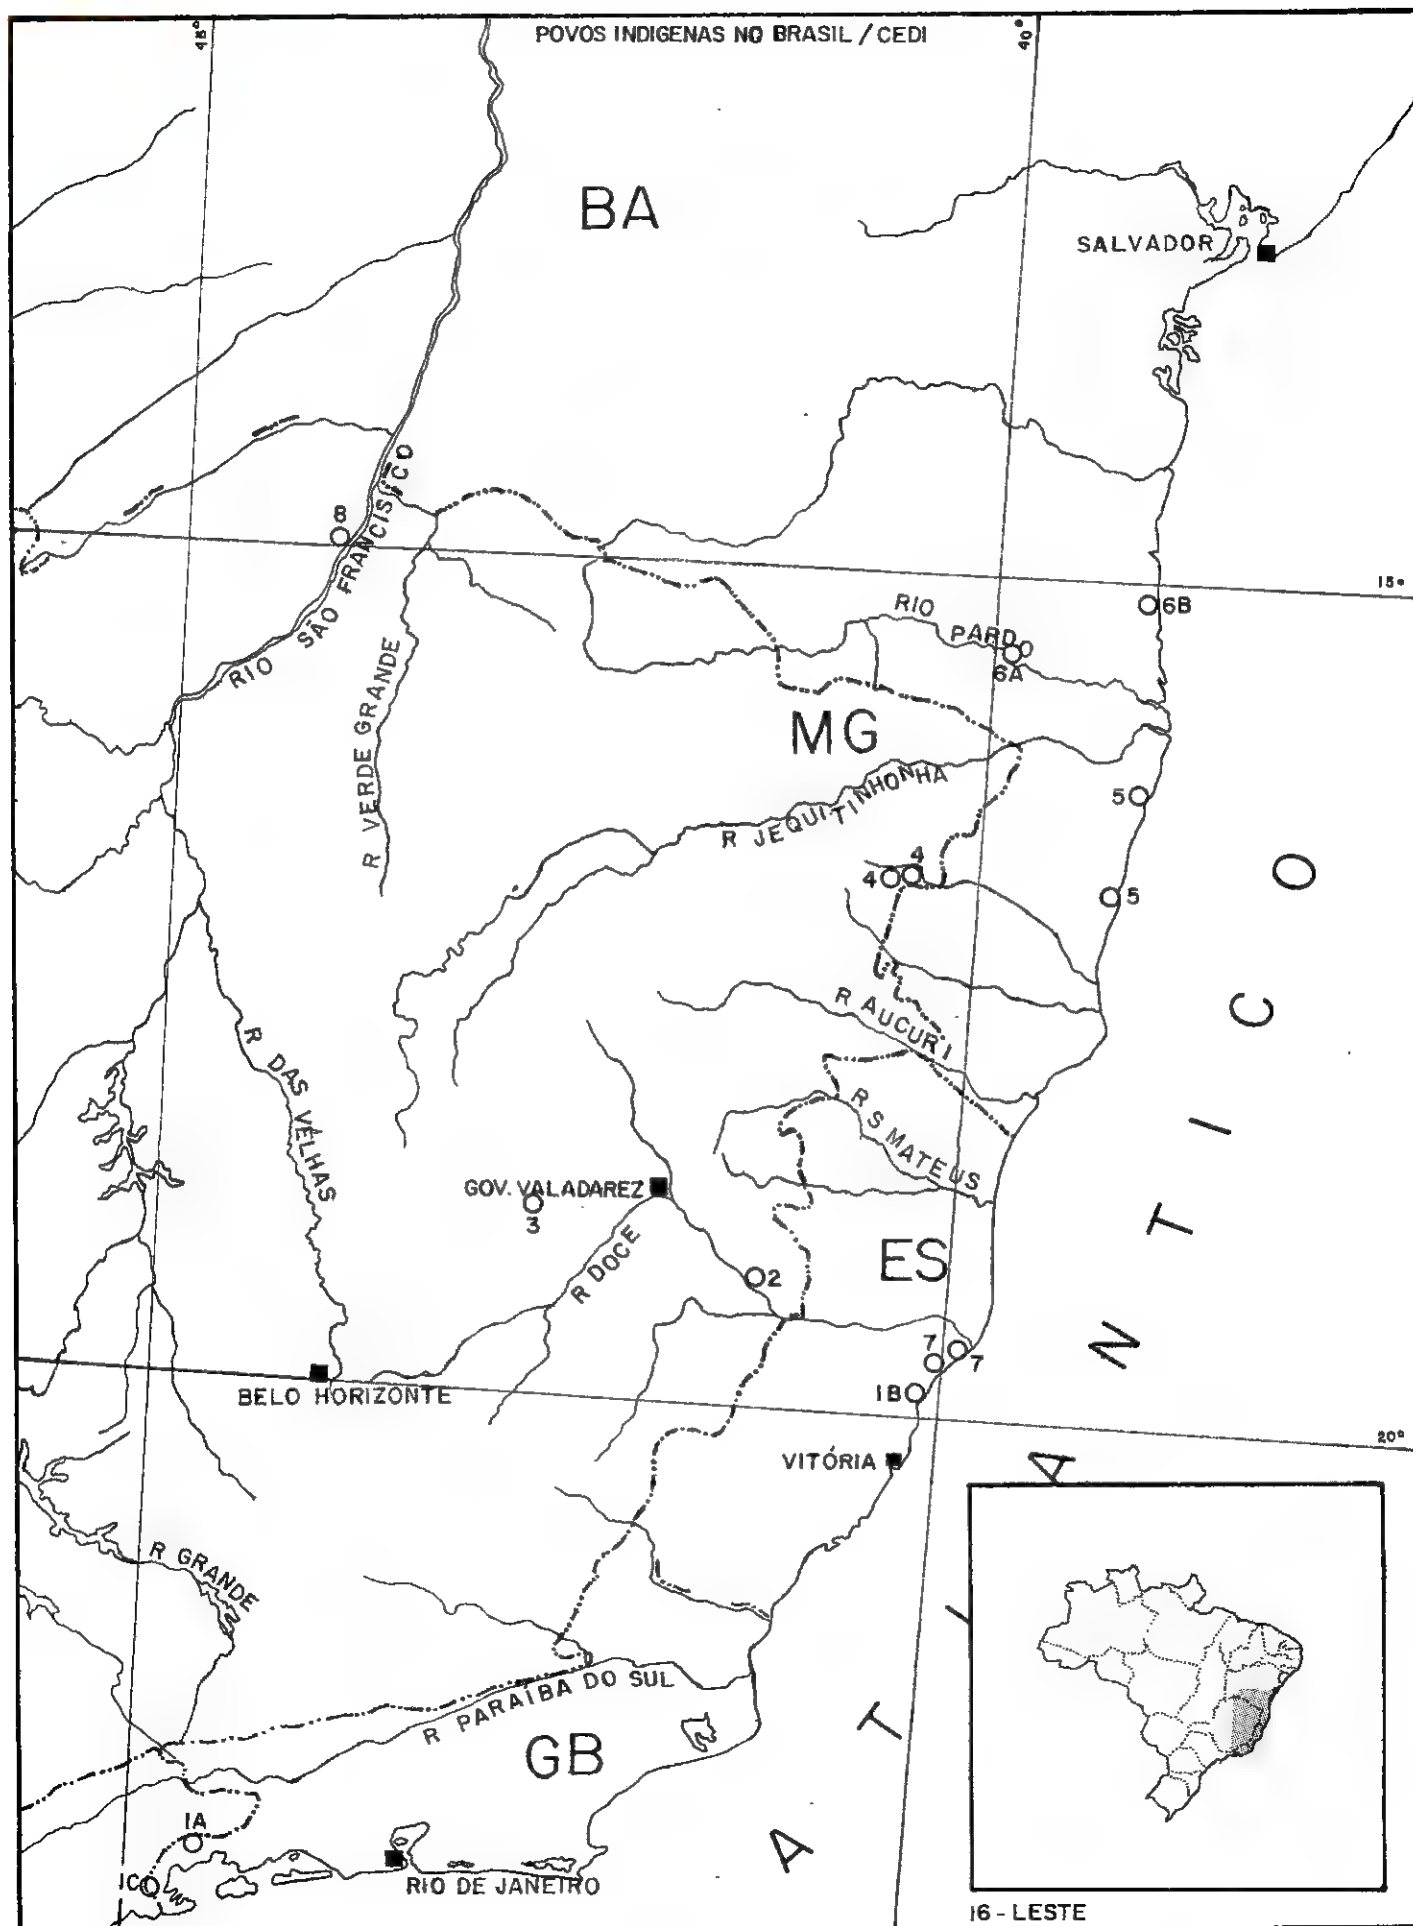 POVOS INDIGENAS NO BRASIL / CEDI
45°
40°
BA
SALVADOR
8
RIO SÃO FRANCISCO
15°
6B
RIO PARDO
6A
R VERDE GRANDE
MG
R JEQUITINHONHA
5
4
4
5
R AUCURI
R DAS VÉLHAS
R S MATEUS
GOV. VALADAREZ
3
R DOCE
ES
2
7
7
1B
BELO HORIZONTE
20°
VITÓRIA
R GRANDE
R PARAÍBA DO SUL
GB
1A
1C
RIO DE JANEIRO
ATLANTICO
16 - LESTE